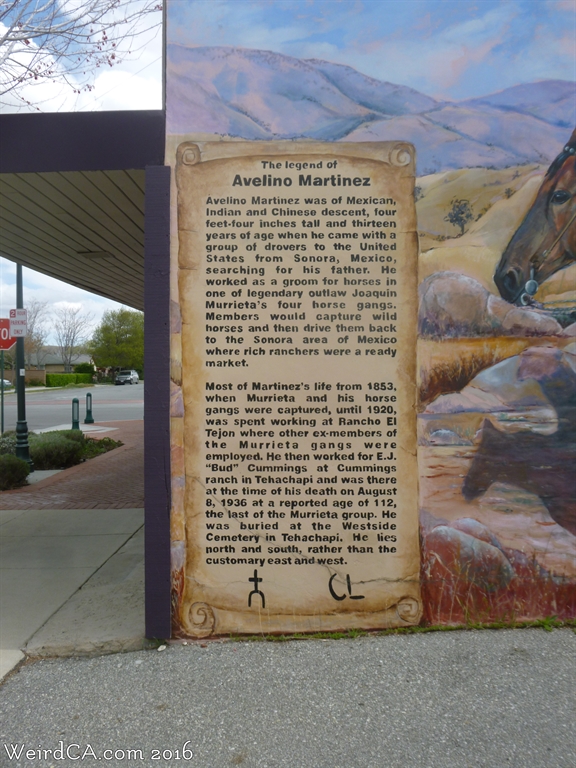 The legend of
Avelino Martinez
Avelino Martinez was of Mexican,
Indian and Chinese descent, four
feet-four inches tall and thirteen
years of age when he came with a
group of drovers to the United
States from Sonora, Mexico,
searching for his father. He
worked as a groom for horses in
one of legendary outlaw Joaquin
Murrieta's four horse gangs.
Members would capture wild
horses and then drive them back
to the Sonora area of Mexico
where rich ranchers were a ready
market.
Most of Martinez's life from 1853,
when Murrieta and his horse
gangs were captured, until 1920,
was spent working at Rancho El
Tejon where other ex-members of
the Murrieta gangs were
employed. He then worked for E.J.
"Bud" Cummings at Cummings
ranch in Tehachapi and was there
at the time of his death on August
8, 1936 at a reported age of 112,
the last of the Murrieta group. He
was buried at the Westside
Cemetery in Tehachapi. He lies
north and south, rather than the
customary east and west.
CL
WeirdCA.com 2016